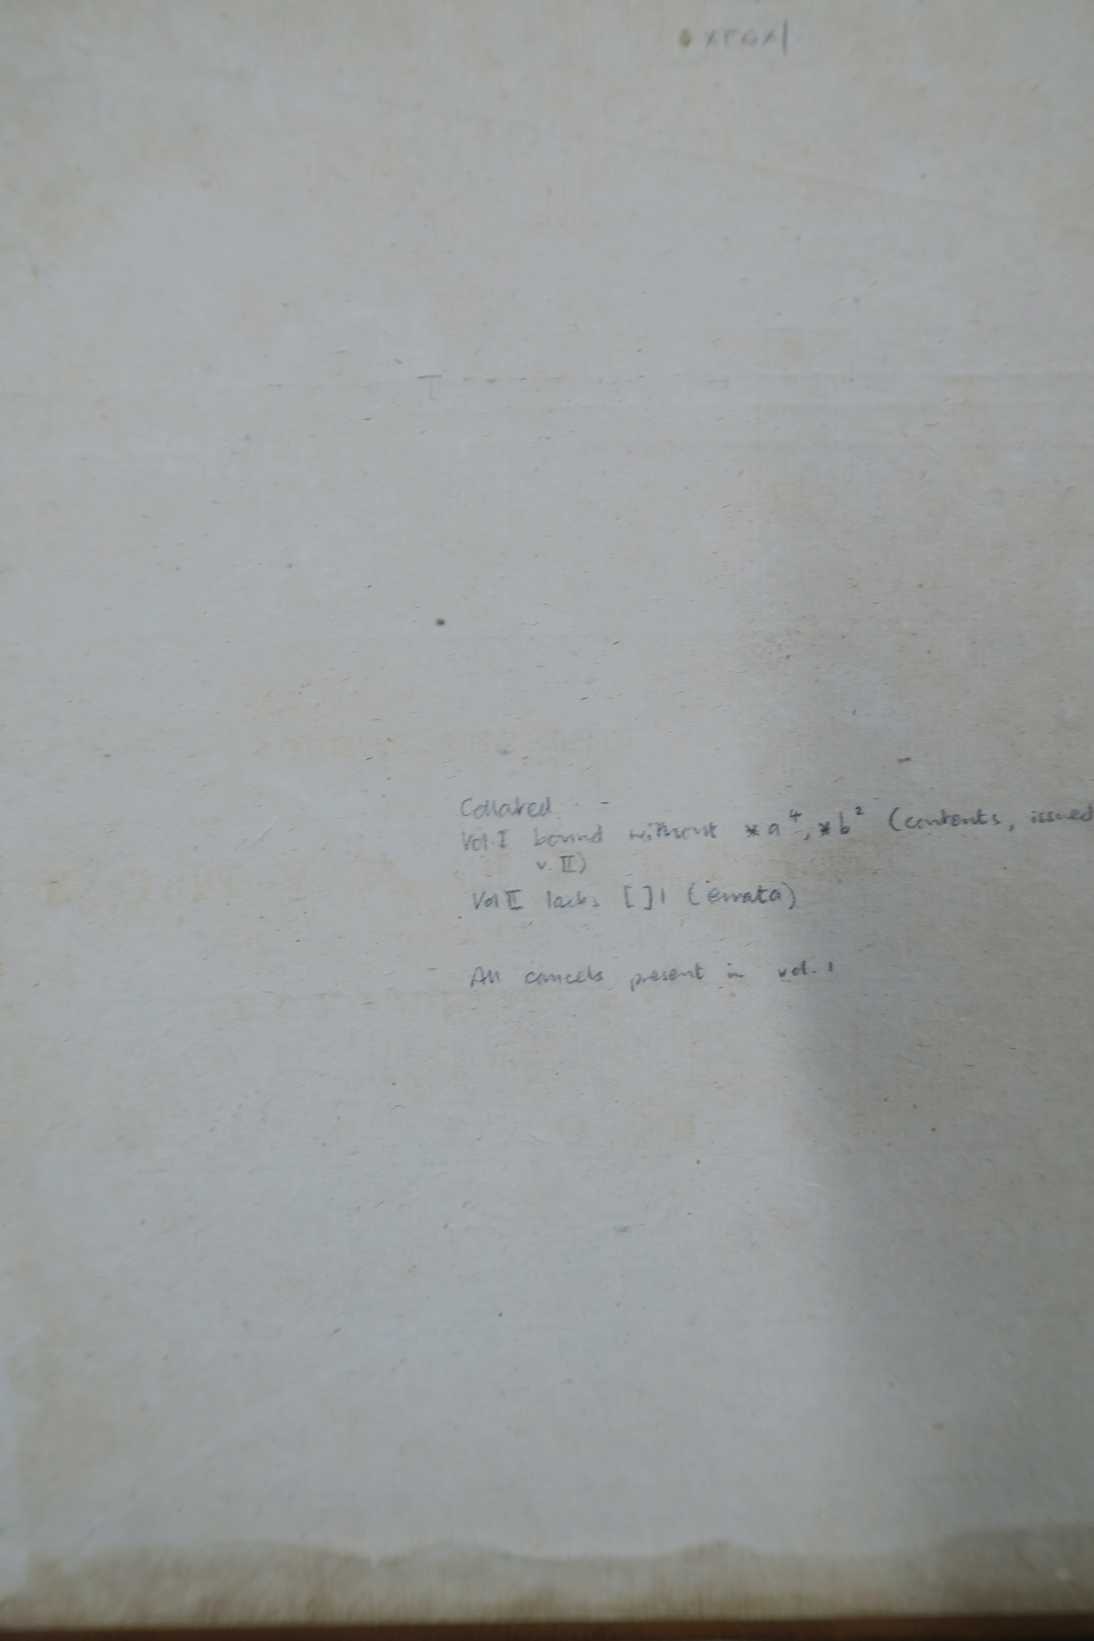 Collated
Vol. I bound without *a⁴, *b² (contents, issued
v. II)
Vol II lacks [ ]1 (errata)
All cancels present in vol. 1